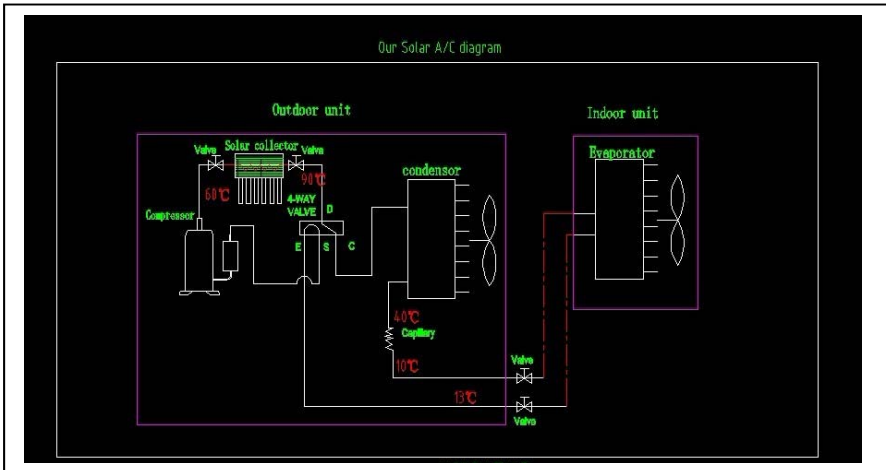 Our Solar A/C diagram
Outdoor unit
Indoor unit
Valve
Solar collector
Valve
Evaporator
condensor
60℃
90℃
4-WAY
VALVE
D
Compressor
E
S
C
40℃
Capillary
10℃
Valve
13℃
Valve